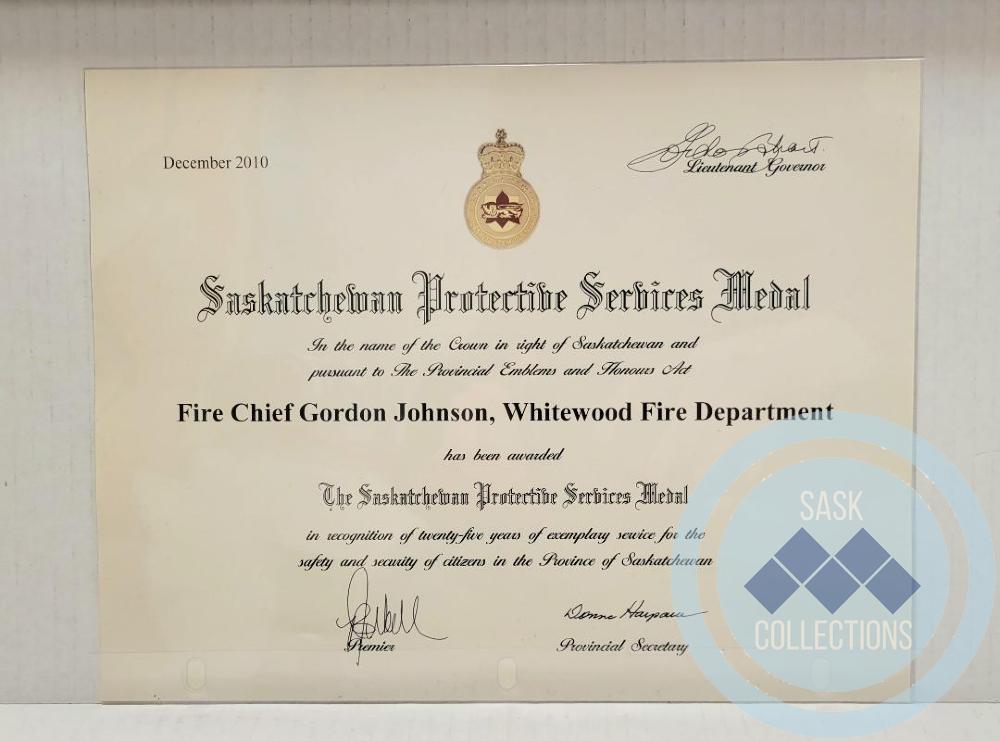 December 2010
Lieutenant Governor
Saskatchewan Protective Services Medal
In the name of the Crown in right of Saskatchewan and
pursuant to The Provincial Emblems and Honours Act
Fire Chief Gordon Johnson, Whitewood Fire Department
has been awarded
The Saskatchewan Protective Services Medal
in recognition of twenty-five years of exemplary service for the
safety and security of citizens in the Province of Saskatchewan
Premier
Provincial Secretary
SASK
COLLECTIONS